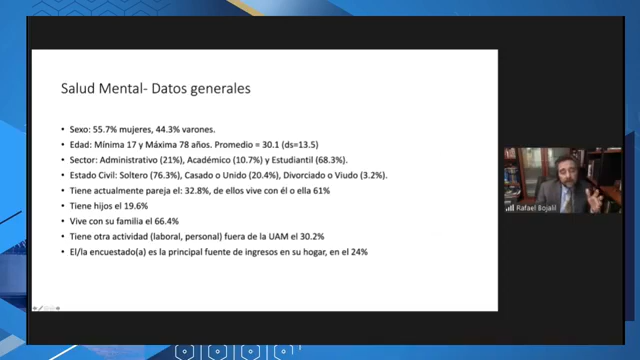 Salud Mental- Datos generales
• Sexo: 55.7% mujeres, 44.3% varones.
• Edad: Mínima 17 y Máxima 78 años. Promedio = 30.1 (ds=13.5)
• Sector: Administrativo (21%), Académico (10.7%) y Estudiantil (68.3%).
• Estado Civil: Soltero (76.3%), Casado o Unido (20.4%), Divorciado o Viudo (3.2%).
• Tiene actualmente pareja el: 32.8%, de ellos vive con él o ella 61%
• Tiene hijos el 19.6%
• Vive con su familia el 66.4%
• Tiene otra actividad (laboral, personal) fuera de la UAM el 30.2%
• El/la encuestado(a) es la principal fuente de ingresos en su hogar, en el 24%
Rafael Bojalil